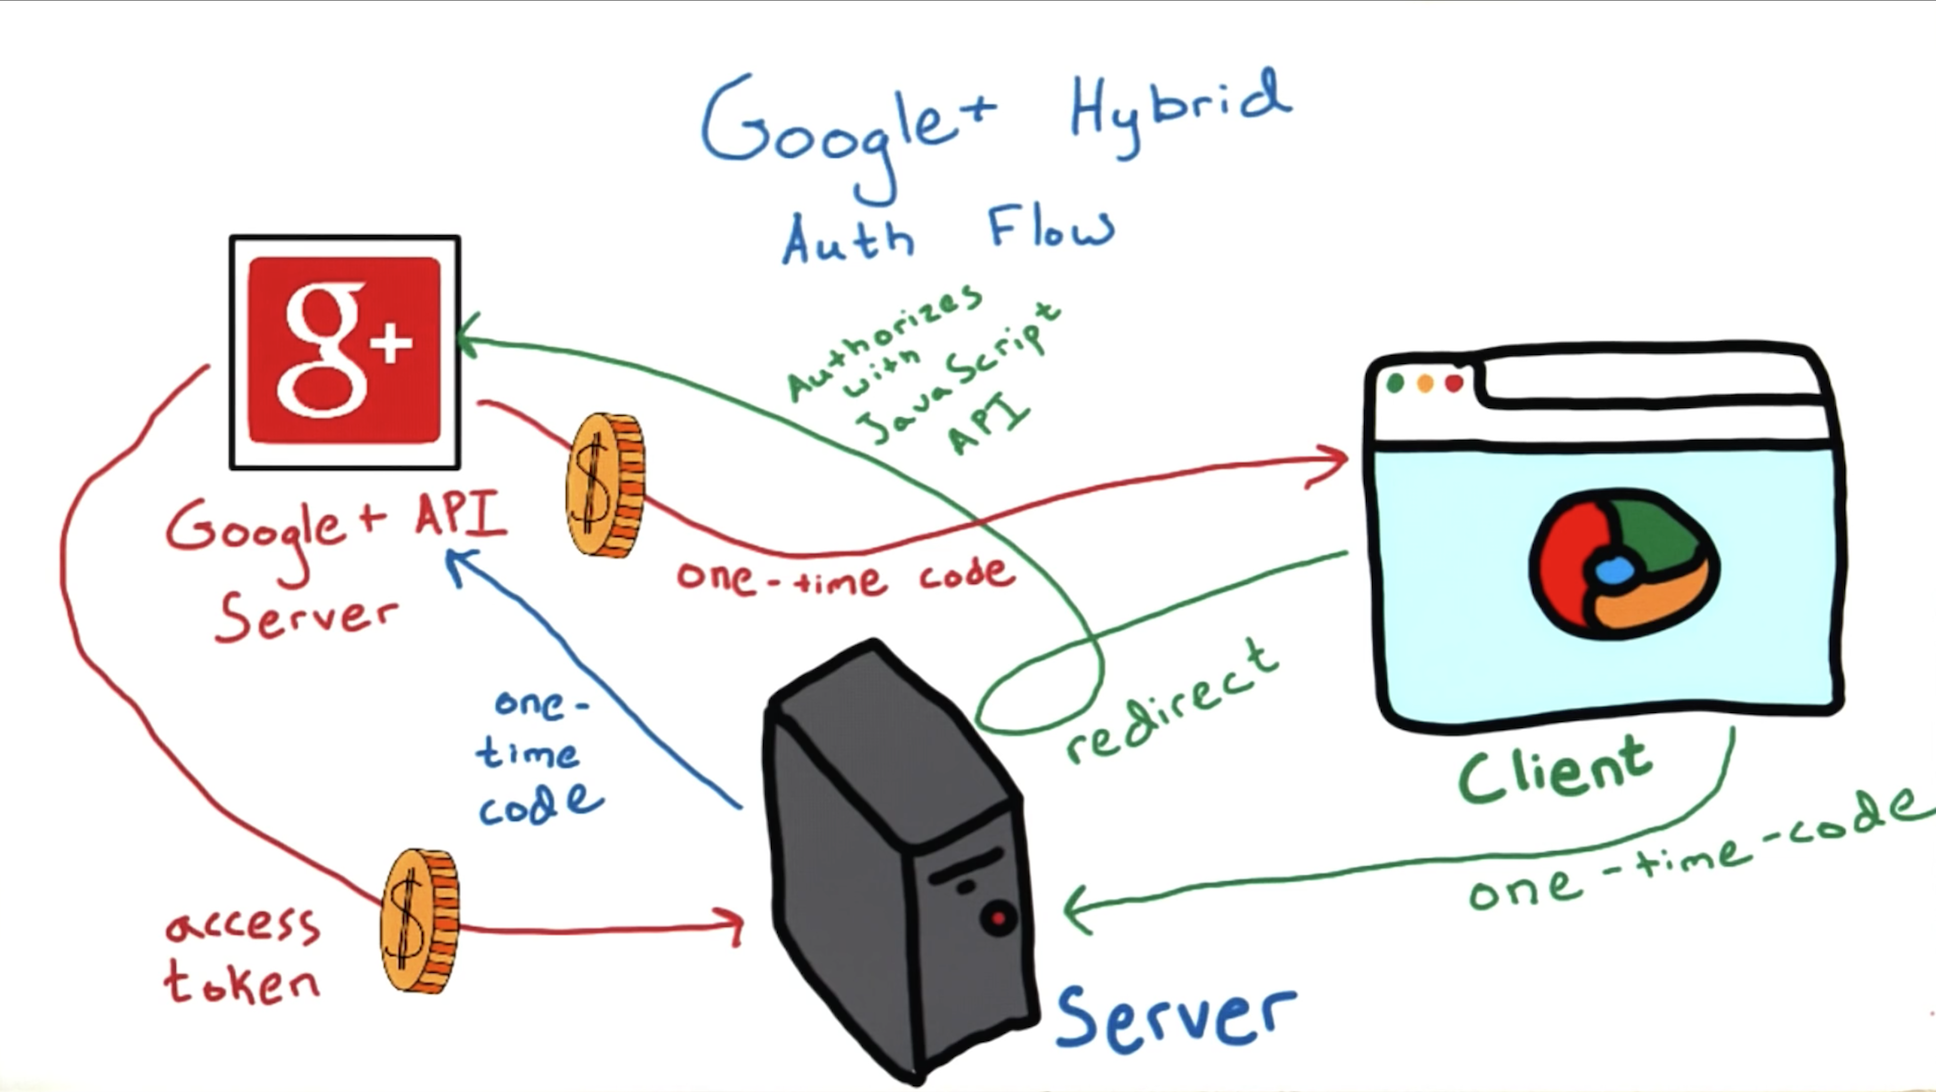 Google+ Hybrid
Auth Flow
Authorizes
with
JavaScript
API
g+
Google+ API
Server
$
one-time code
one-
time
code
redirect
Client
one-time-code
access
token
$
Server